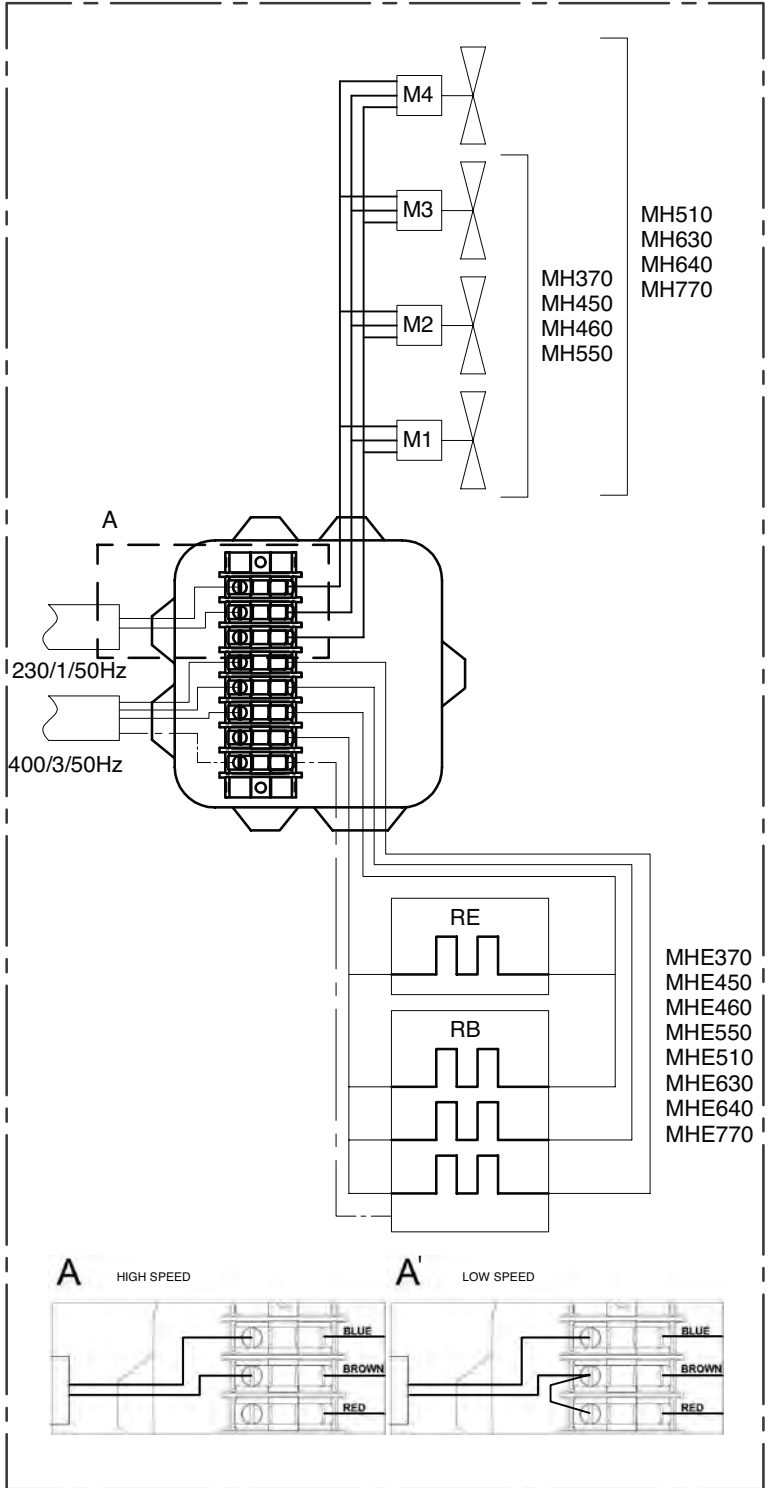 M4
M3
M2
M1
MH510
MH630
MH640
MH770
MH370
MH450
MH460
MH550
A
230/1/50Hz
400/3/50Hz
RE
RB
MHE370
MHE450
MHE460
MHE550
MHE510
MHE630
MHE640
MHE770
A HIGH SPEED
BLUE
BROWN
RED
A' LOW SPEED
BLUE
BROWN
RED